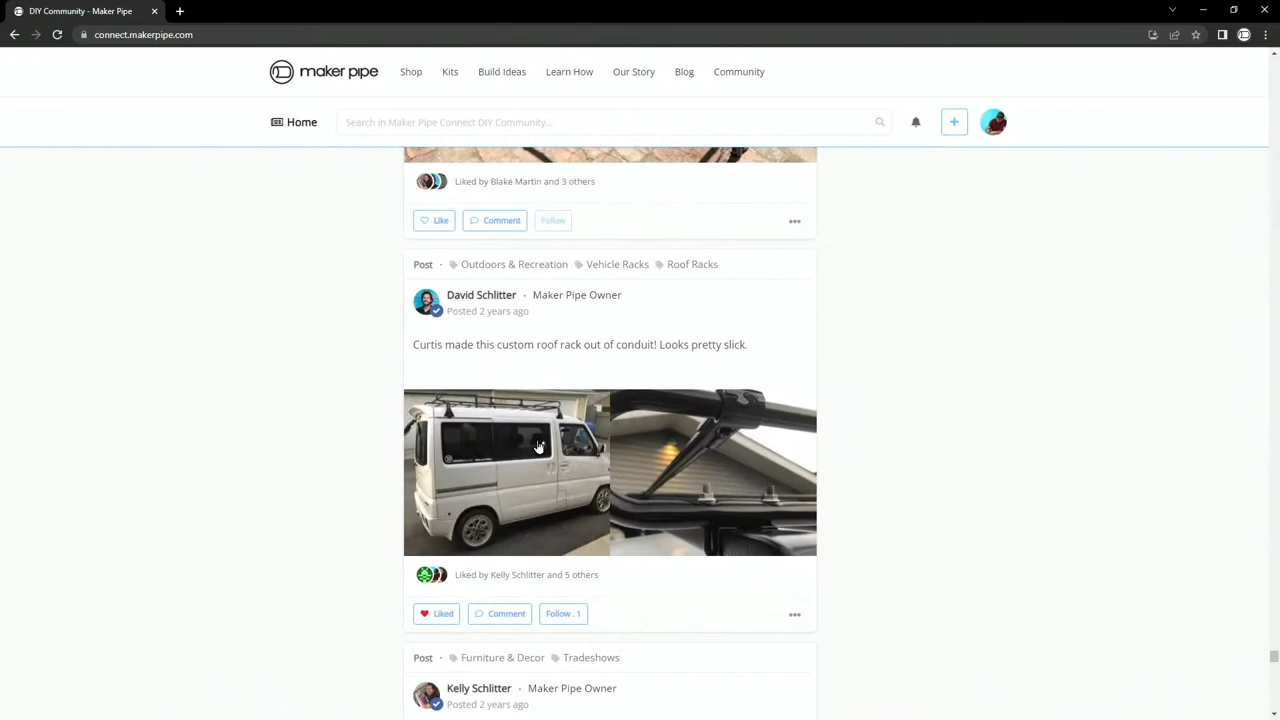 DIY Community - Maker Pipe
connect.makerpipe.com
maker pipe
Shop Kits Build Ideas Learn How Our Story Blog Community
Home
Search in Maker Pipe Connect DIY Community...
Liked by Blake Martin and 3 others
Like Comment Follow
Post · Outdoors & Recreation Vehicle Racks Roof Racks
David Schlitter · Maker Pipe Owner
Posted 2 years ago
Curtis made this custom roof rack out of conduit! Looks pretty slick.
Liked by Kelly Schlitter and 5 others
Liked Comment Follow . 1
Post · Furniture & Decor Tradeshows
Kelly Schlitter · Maker Pipe Owner
Posted 2 years ago